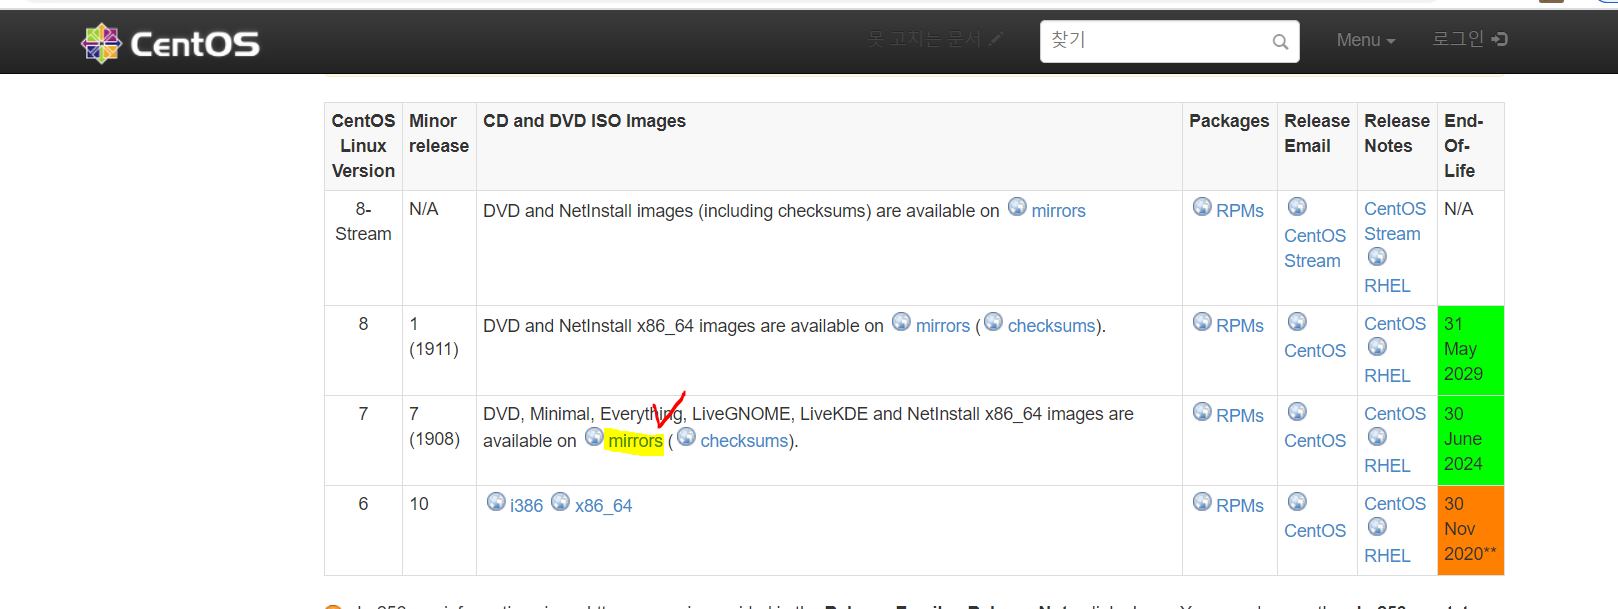 CentOS
못 고치는 문서
찾기
Menu
로그인
CentOS Linux Version
Minor release
CD and DVD ISO Images
Packages
Release Email
Release Notes
End-Of-Life
8-Stream
N/A
DVD and NetInstall images (including checksums) are available on mirrors
RPMs
CentOS Stream
CentOS Stream
RHEL
N/A
8
1 (1911)
DVD and NetInstall x86_64 images are available on mirrors (checksums).
RPMs
CentOS
CentOS
RHEL
31 May 2029
7
7 (1908)
DVD, Minimal, Everything, LiveGNOME, LiveKDE and NetInstall x86_64 images are
available on mirrors (checksums).
RPMs
CentOS
CentOS
RHEL
30 June 2024
6
10
i386 x86_64
RPMs
CentOS
CentOS
RHEL
30 Nov 2020**